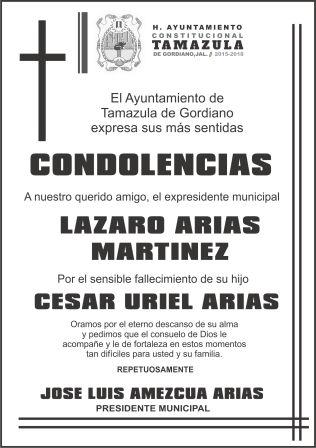 H. AYUNTAMIENTO
CONSTITUCIONAL
TAMAZULA
DE GORDIANO, JAL. // 2015-2018
El Ayuntamiento de
Tamazula de Gordiano
expresa sus más sentidas
CONDOLENCIAS
A nuestro querido amigo, el expresidente municipal
LAZARO ARIAS
MARTINEZ
Por el sensible fallecimiento de su hijo
CESAR URIEL ARIAS
Oramos por el eterno descanso de su alma
y pedimos que el consuelo de Dios le
acompañe y le de fortaleza en estos momentos
tan difíciles para usted y su familia.
RESPETUOSAMENTE
JOSE LUIS AMEZCUA ARIAS
PRESIDENTE MUNICIPAL